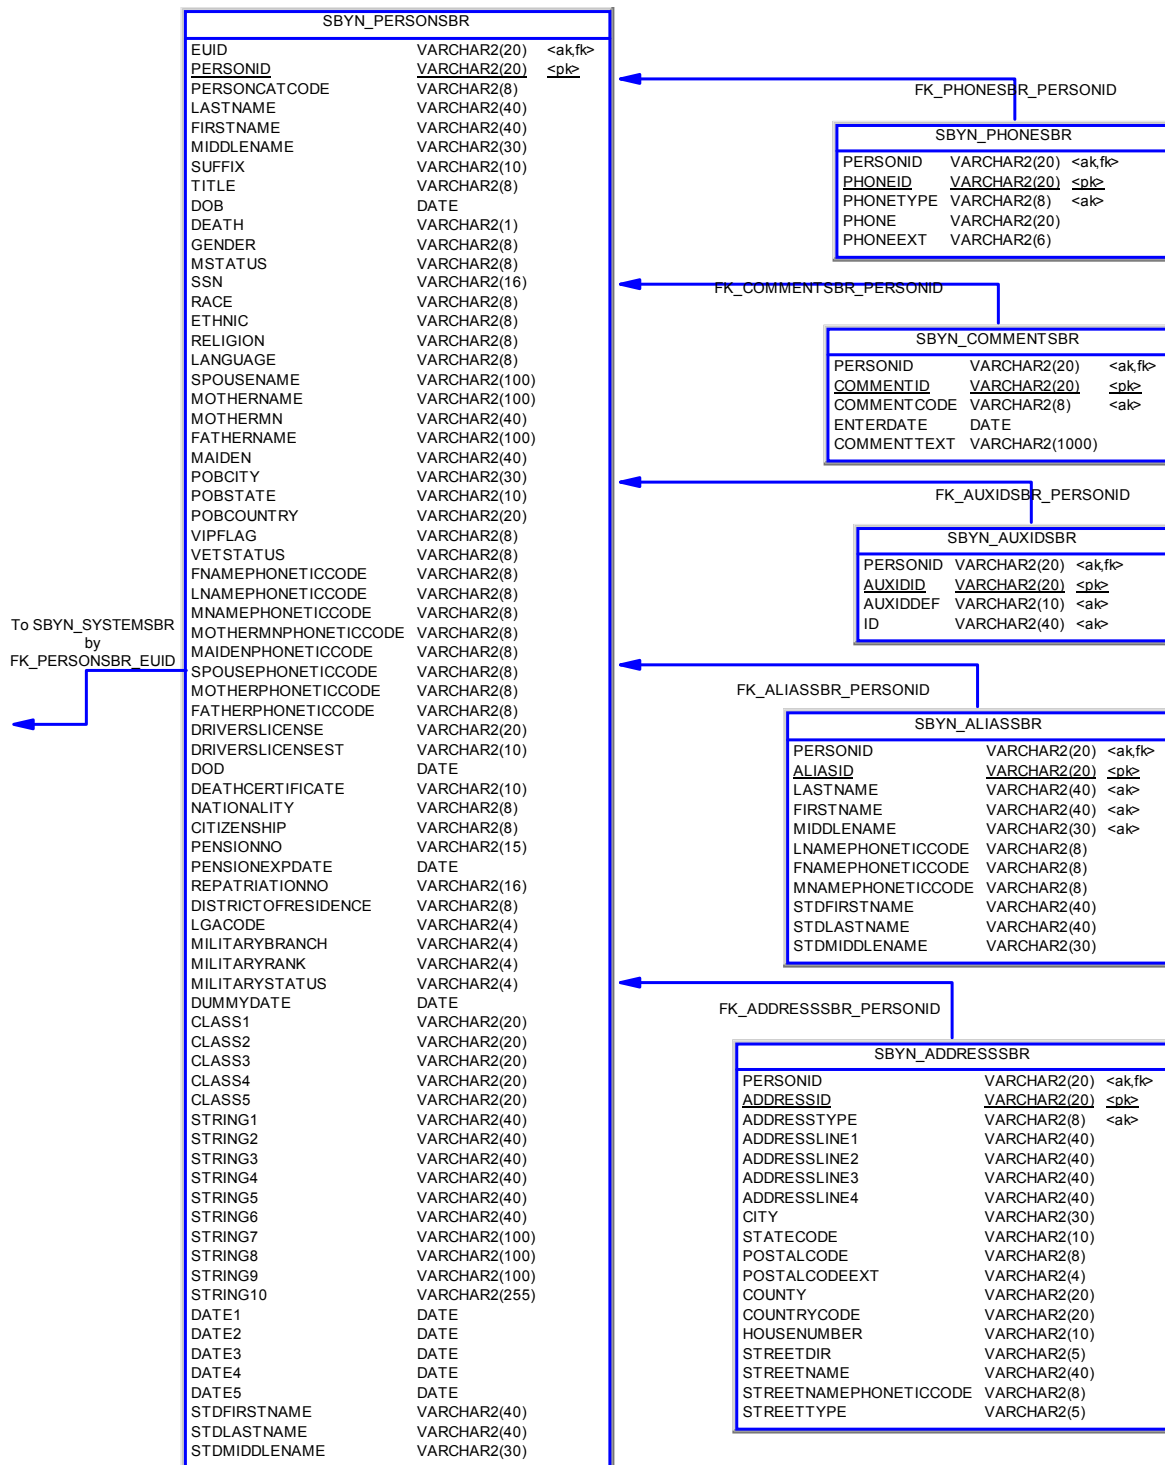 SBYN_PERSONSBR
EUID VARCHAR2(20) <ak,fk>
PERSONID VARCHAR2(20) <pk>
PERSONCATCODE VARCHAR2(8)
LASTNAME VARCHAR2(40)
FIRSTNAME VARCHAR2(40)
MIDDLENAME VARCHAR2(30)
SUFFIX VARCHAR2(10)
TITLE VARCHAR2(8)
DOB DATE
DEATH VARCHAR2(1)
GENDER VARCHAR2(8)
MSTATUS VARCHAR2(8)
SSN VARCHAR2(16)
RACE VARCHAR2(8)
ETHNIC VARCHAR2(8)
RELIGION VARCHAR2(8)
LANGUAGE VARCHAR2(8)
SPOUSENAME VARCHAR2(100)
MOTHERNAME VARCHAR2(100)
MOTHERMN VARCHAR2(40)
FATHERNAME VARCHAR2(100)
MAIDEN VARCHAR2(40)
POBCITY VARCHAR2(30)
POBSTATE VARCHAR2(10)
POBCOUNTRY VARCHAR2(20)
VIPFLAG VARCHAR2(8)
VETSTATUS VARCHAR2(8)
FNAMEPHONETICCODE VARCHAR2(8)
LNAMEPHONETICCODE VARCHAR2(8)
MNAMEPHONETICCODE VARCHAR2(8)
MOTHERMNPHONETICCODE VARCHAR2(8)
MAIDENPHONETICCODE VARCHAR2(8)
SPOUSEPHONETICCODE VARCHAR2(8)
MOTHERPHONETICCODE VARCHAR2(8)
FATHERPHONETICCODE VARCHAR2(8)
DRIVERSLICENSE VARCHAR2(20)
DRIVERSLICENSEST VARCHAR2(10)
DOD DATE
DEATHCERTIFICATE VARCHAR2(10)
NATIONALITY VARCHAR2(8)
CITIZENSHIP VARCHAR2(8)
PENSIONNO VARCHAR2(15)
PENSIONEXPDATE DATE
REPATRIATIONNO VARCHAR2(16)
DISTRICTOFRESIDENCE VARCHAR2(8)
LGACODE VARCHAR2(4)
MILITARYBRANCH VARCHAR2(4)
MILITARYRANK VARCHAR2(4)
MILITARYSTATUS VARCHAR2(4)
DUMMYDATE DATE
CLASS1 VARCHAR2(20)
CLASS2 VARCHAR2(20)
CLASS3 VARCHAR2(20)
CLASS4 VARCHAR2(20)
CLASS5 VARCHAR2(20)
STRING1 VARCHAR2(40)
STRING2 VARCHAR2(40)
STRING3 VARCHAR2(40)
STRING4 VARCHAR2(40)
STRING5 VARCHAR2(40)
STRING6 VARCHAR2(40)
STRING7 VARCHAR2(100)
STRING8 VARCHAR2(100)
STRING9 VARCHAR2(100)
STRING10 VARCHAR2(255)
DATE1 DATE
DATE2 DATE
DATE3 DATE
DATE4 DATE
DATE5 DATE
STDFIRSTNAME VARCHAR2(40)
STDLASTNAME VARCHAR2(40)
STDMIDDLENAME VARCHAR2(30)
To SBYN_SYSTEMSBR
by
FK_PERSONSBR_EUID
FK_PHONESBR_PERSONID
SBYN_PHONESBR
PERSONID VARCHAR2(20) <ak,fk>
PHONEID VARCHAR2(20) <pk>
PHONETYPE VARCHAR2(8) <ak>
PHONE VARCHAR2(20)
PHONEEXT VARCHAR2(6)
FK_COMMENTSBR_PERSONID
SBYN_COMMENTSBR
PERSONID VARCHAR2(20) <ak,fk>
COMMENTID VARCHAR2(20) <pk>
COMMENTCODE VARCHAR2(8) <ak>
ENTERDATE DATE
COMMENTTEXT VARCHAR2(1000)
FK_AUXIDSBR_PERSONID
SBYN_AUXIDSBR
PERSONID VARCHAR2(20) <ak,fk>
AUXIDID VARCHAR2(20) <pk>
AUXIDDEF VARCHAR2(10) <ak>
ID VARCHAR2(40) <ak>
FK_ALIASSBR_PERSONID
SBYN_ALIASSBR
PERSONID VARCHAR2(20) <ak,fk>
ALIASID VARCHAR2(20) <pk>
LASTNAME VARCHAR2(40) <ak>
FIRSTNAME VARCHAR2(40) <ak>
MIDDLENAME VARCHAR2(30) <ak>
LNAMEPHONETICCODE VARCHAR2(8)
FNAMEPHONETICCODE VARCHAR2(8)
MNAMEPHONETICCODE VARCHAR2(8)
STDFIRSTNAME VARCHAR2(40)
STDLASTNAME VARCHAR2(40)
STDMIDDLENAME VARCHAR2(30)
FK_ADDRESSSBR_PERSONID
SBYN_ADDRESSSBR
PERSONID VARCHAR2(20) <ak,fk>
ADDRESSID VARCHAR2(20) <pk>
ADDRESSTYPE VARCHAR2(8) <ak>
ADDRESSLINE1 VARCHAR2(40)
ADDRESSLINE2 VARCHAR2(40)
ADDRESSLINE3 VARCHAR2(40)
ADDRESSLINE4 VARCHAR2(40)
CITY VARCHAR2(30)
STATECODE VARCHAR2(10)
POSTALCODE VARCHAR2(8)
POSTALCODEEXT VARCHAR2(4)
COUNTY VARCHAR2(20)
COUNTRYCODE VARCHAR2(20)
HOUSENUMBER VARCHAR2(10)
STREETDIR VARCHAR2(5)
STREETNAME VARCHAR2(40)
STREETNAMEPHONETICCODE VARCHAR2(8)
STREETTYPE VARCHAR2(5)